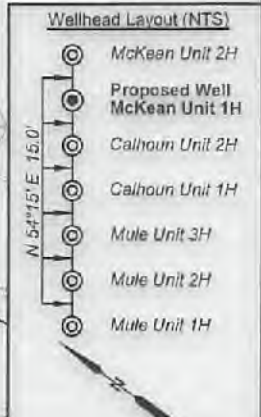 Wellhead Layout (NTS)
McKean Unit 2H
Proposed Well
McKean Unit 1H
Calhoun Unit 2H
Calhoun Unit 1H
Mule Unit 3H
Mule Unit 2H
Mule Unit 1H
N 54°15' E 15.0'
N